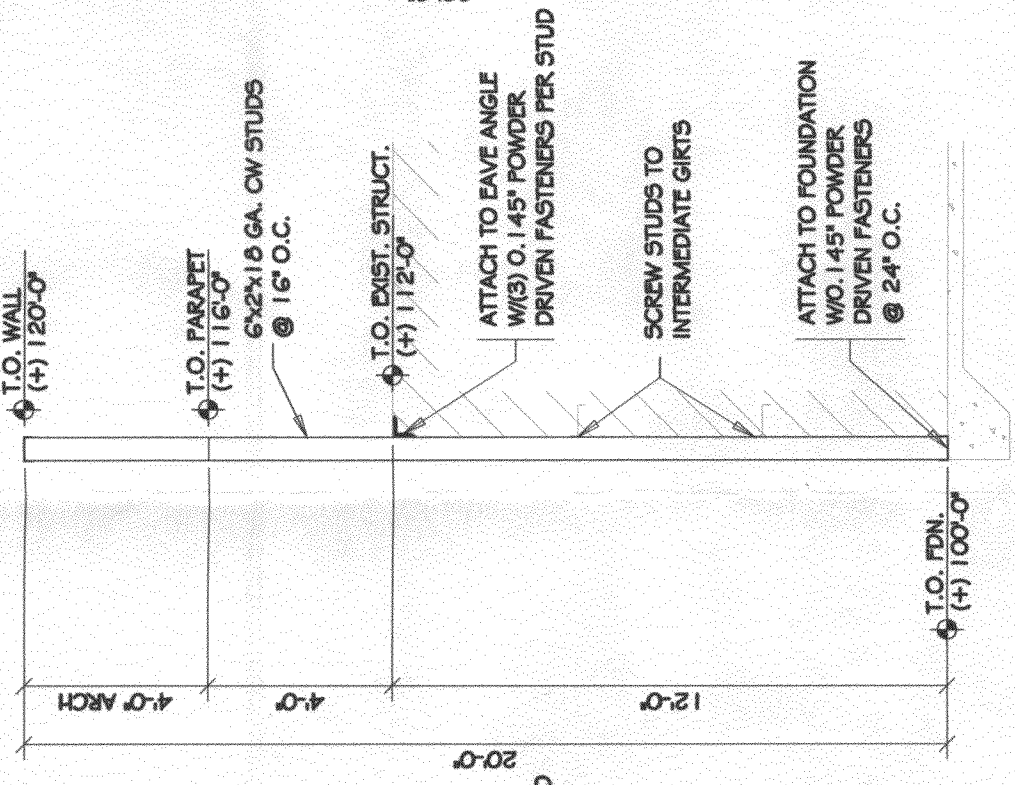 T.O. WALL
(+) 120'-0"
T.O. PARAPET
(+) 116'-0"
6"x2"x18 GA. CW STUDS
@ 16" O.C.
T.O. EXIST. STRUCT.
(+) 112'-0"
ATTACH TO EAVE ANGLE
W/(3) 0.145" POWDER
DRIVEN FASTENERS PER STUD
SCREW STUDS TO
INTERMEDIATE GIRTS
ATTACH TO FOUNDATION
W/0.145" POWDER
DRIVEN FASTENERS
@ 24" O.C.
T.O. FDN.
(+) 100'-0"
4'-0" ARCH
4'-0"
12'-0"
20'-0"